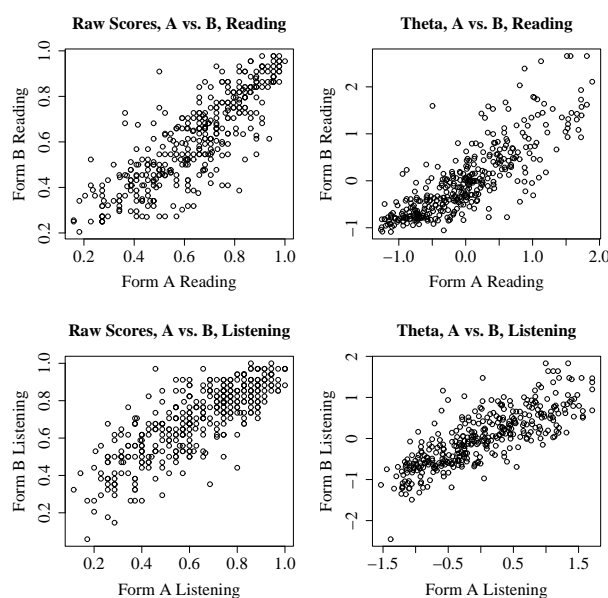 Raw Scores, A vs. B, Reading
Form B Reading
0.2 0.4 0.6 0.8 1.0
0.2 0.4 0.6 0.8 1.0
Form A Reading
Theta, A vs. B, Reading
Form B Reading
−1 0 1 2
−1.0 0.0 1.0 2.0
Form A Reading
Raw Scores, A vs. B, Listening
Form B Listening
0.2 0.4 0.6 0.8 1.0
0.2 0.4 0.6 0.8 1.0
Form A Listening
Theta, A vs. B, Listening
Form B Listening
−2 −1 0 1 2
−1.5 −0.5 0.5 1.5
Form A Listening